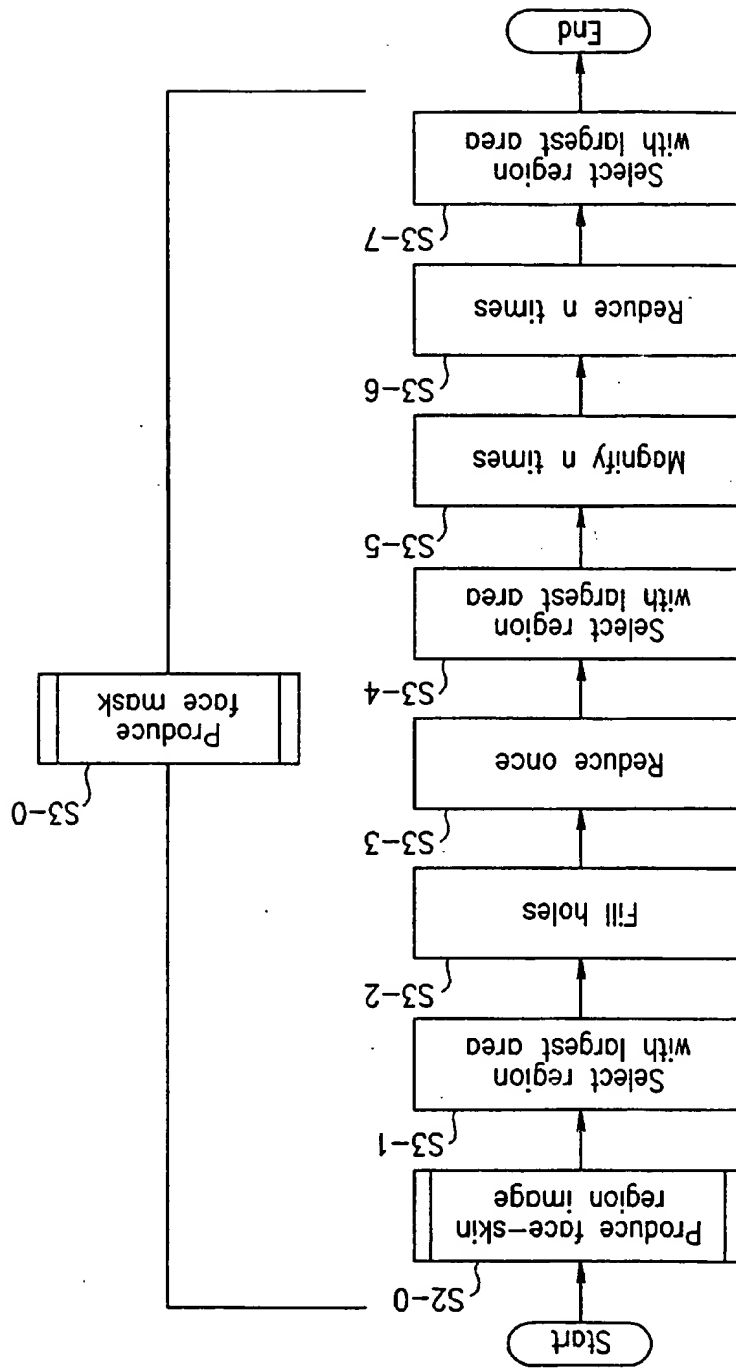 Start
S2-0
Produce face-skin
region image
S3-1
Select region
with largest area
S3-2
Fill holes
S3-3
Reduce once
S3-4
Select region
with largest area
S3-5
Magnify n times
S3-6
Reduce n times
S3-7
Select region
with largest area
End
S3-0
Produce
face mask